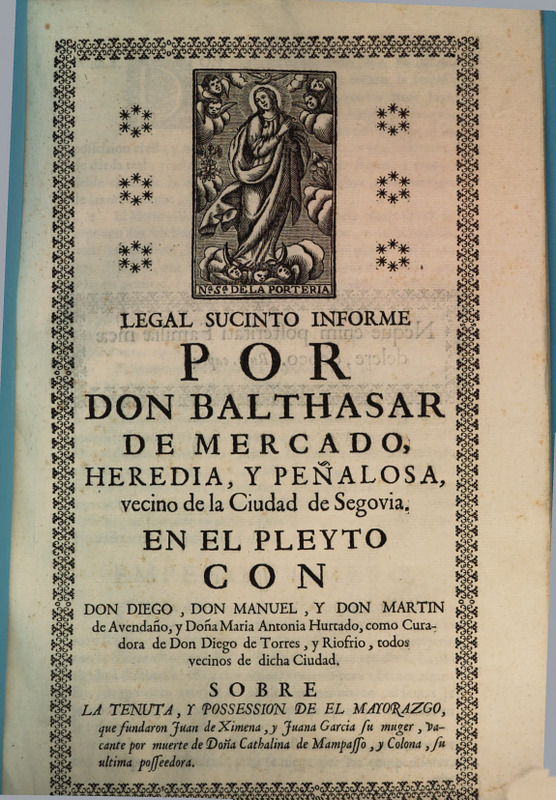 Nª. Sª. DE LA PORTERIA
LEGAL SUCINTO INFORME
POR
DON BALTHASAR
DE MERCADO,
HEREDIA, Y PEÑALOSA,
vecino de la Ciudad de Segovia.
EN EL PLEYTO
CON
DON DIEGO, DON MANUEL, Y DON MARTIN
de Avendaño, y Doña Maria Antonia Hurtado, como Cura-
dora de Don Diego de Torres, y Riofrio, todos
vecinos de dicha Ciudad.
SOBRE
LA TENUTA, Y POSSESSION DE EL MAYORAZGO,
que fundaron Juan de Ximena, y Juana Garcia ſu muger, va-
cante por muerte de Doña Cathalina de Mampaſſo, y Colona, ſu
ultima poſſeedora.